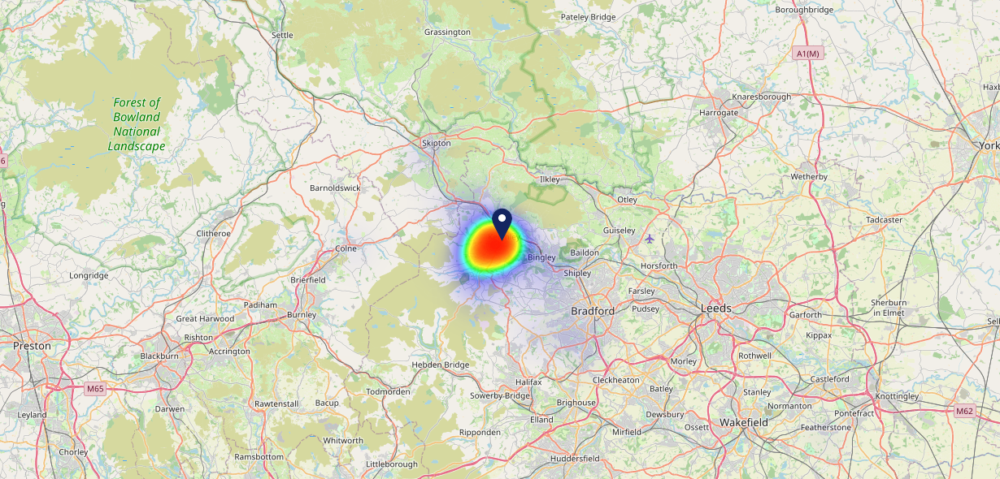 Pateley Bridge
Boroughbridge
Settle
Grassington
A1(M)
Forest of
Bowland
National
Landscape
Knaresborough
Haxb
Harrogate
Skipton
York
6
Ilkley
Wetherby
Barnoldswick
Otley
g
Tadcaster
Clitheroe
Guiseley
Colne
Bingley
Baildon
Horsforth
Longridge
Shipley
Brierfield
Farsley
Padiham
Burnley
Bradford
Pudsey
Leeds
Sherburn
in Elmet
Great Harwood
Garforth
Sel
Rishton
Kippax
Preston
Accrington
Blackburn
Morley
Rothwell
Hebden Bridge
Halifax
Cleckheaton
Castleford
M65
Todmorden
Sowerby Bridge
Batley
Stanley
Knottingley
Rawtenstall
Bacup
Brighouse
Normanton
Darwen
Leyland
Elland
Dewsbury
Pontefract
M62
Ripponden
Mirfield
Ossett
Wakefield
Featherstone
Whitworth
Chorley
Ramsbottom
Littleborough
Huddersfield